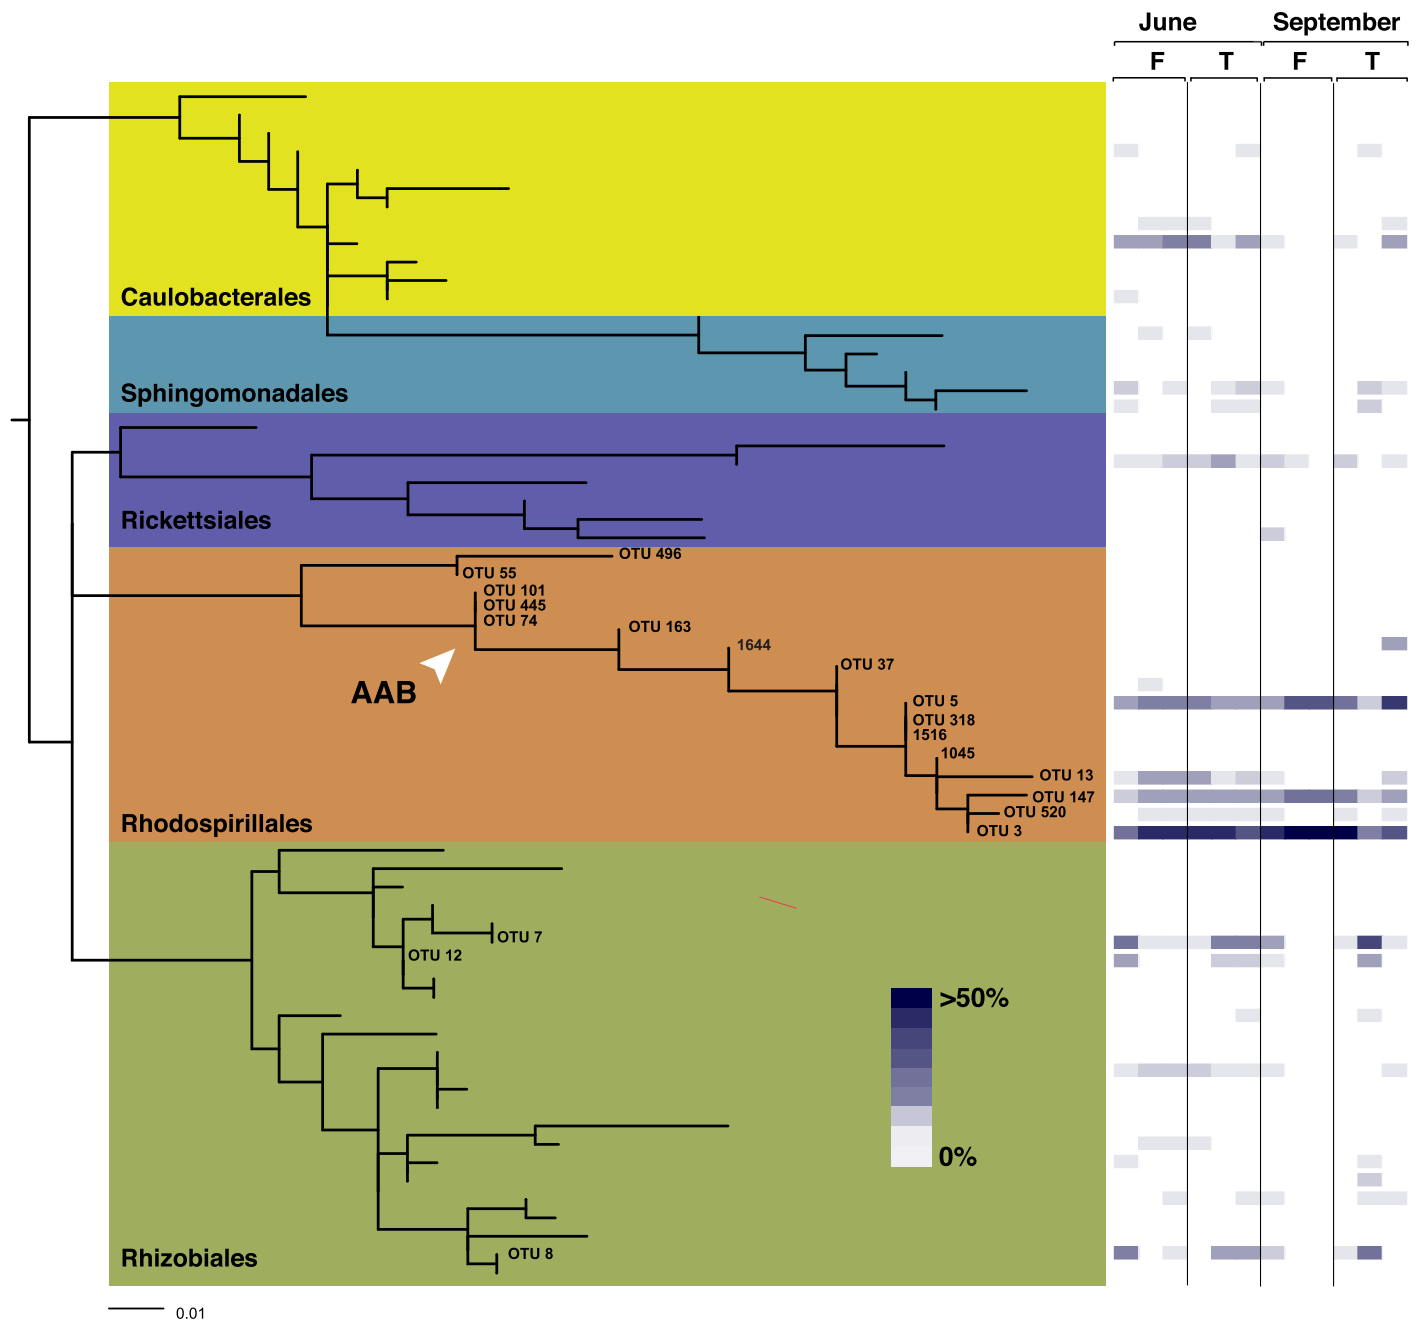 June September
F T F T
Caulobacterales
Sphingomonadales
Rickettsiales
OTU 496
OTU 55
OTU 101
OTU 445
OTU 74
OTU 163
1644
OTU 37
AAB
OTU 5
OTU 318
1516
1045
OTU 13
OTU 147
OTU 520
OTU 3
Rhodospirillales
OTU 7
OTU 12
>50%
0%
OTU 8
Rhizobiales
0.01